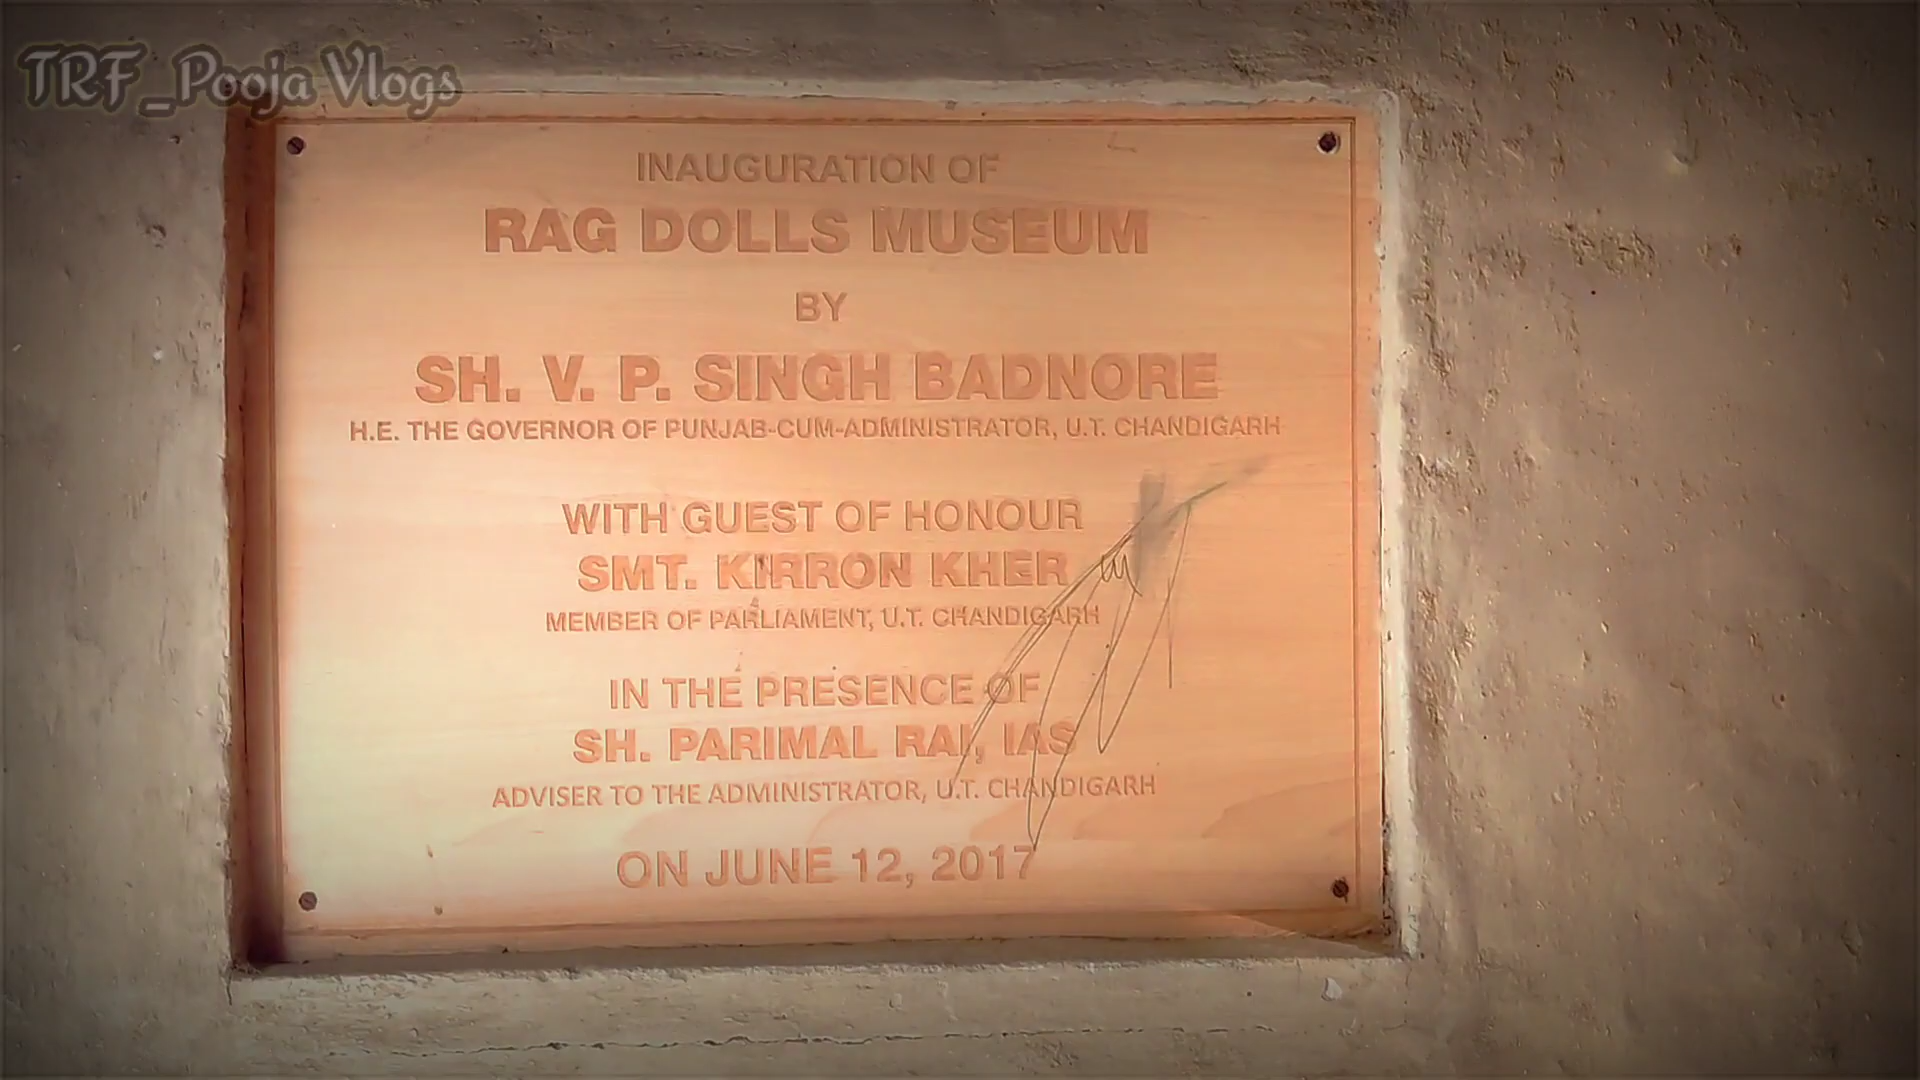 TRF_Pooja Vlogs
INAUGURATION OF
RAG DOLLS MUSEUM
BY
SH. V. P. SINGH BADNORE
H.E. THE GOVERNOR OF PUNJAB-CUM-ADMINISTRATOR, U.T. CHANDIGARH
WITH GUEST OF HONOUR
SMT. KIRRON KHER
MEMBER OF PARLIAMENT, U.T. CHANDIGARH
IN THE PRESENCE OF
SH. PARIMAL RAI, IAS
ADVISER TO THE ADMINISTRATOR, U.T. CHANDIGARH
ON JUNE 12, 2017